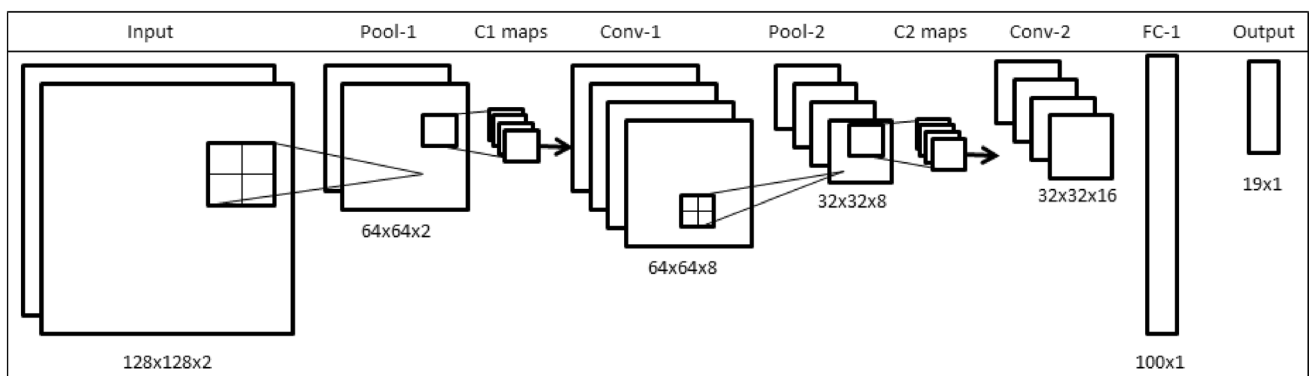 Input Pool-1 C1 maps Conv-1 Pool-2 C2 maps Conv-2 FC-1 Output
32x32x8 32x32x16 19x1
64x64x2
64x64x8
128x128x2 100x1